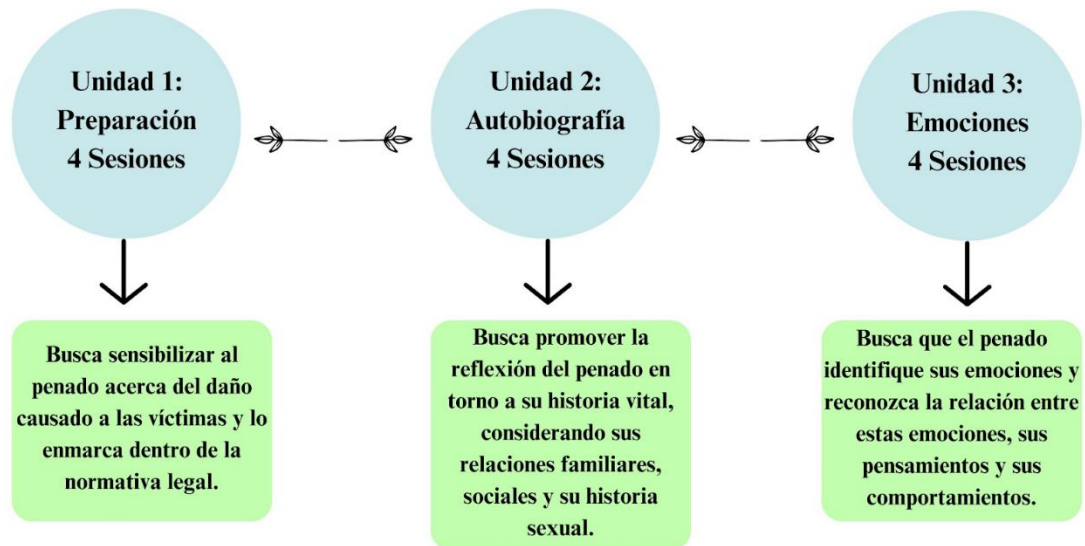 Unidad 1:
Preparación
4 Sesiones
Unidad 2:
Autobiografía
4 Sesiones
Unidad 3:
Emociones
4 Sesiones
Busca sensibilizar al
penado acerca del daño
causado a las víctimas y lo
enmarca dentro de la
normativa legal.
Busca promover la
reflexión del penado en
torno a su historia vital,
considerando sus
relaciones familiares,
sociales y su historia
sexual.
Busca que el penado
identifique sus emociones y
reconozca la relación entre
estas emociones, sus
pensamientos y sus
comportamientos.